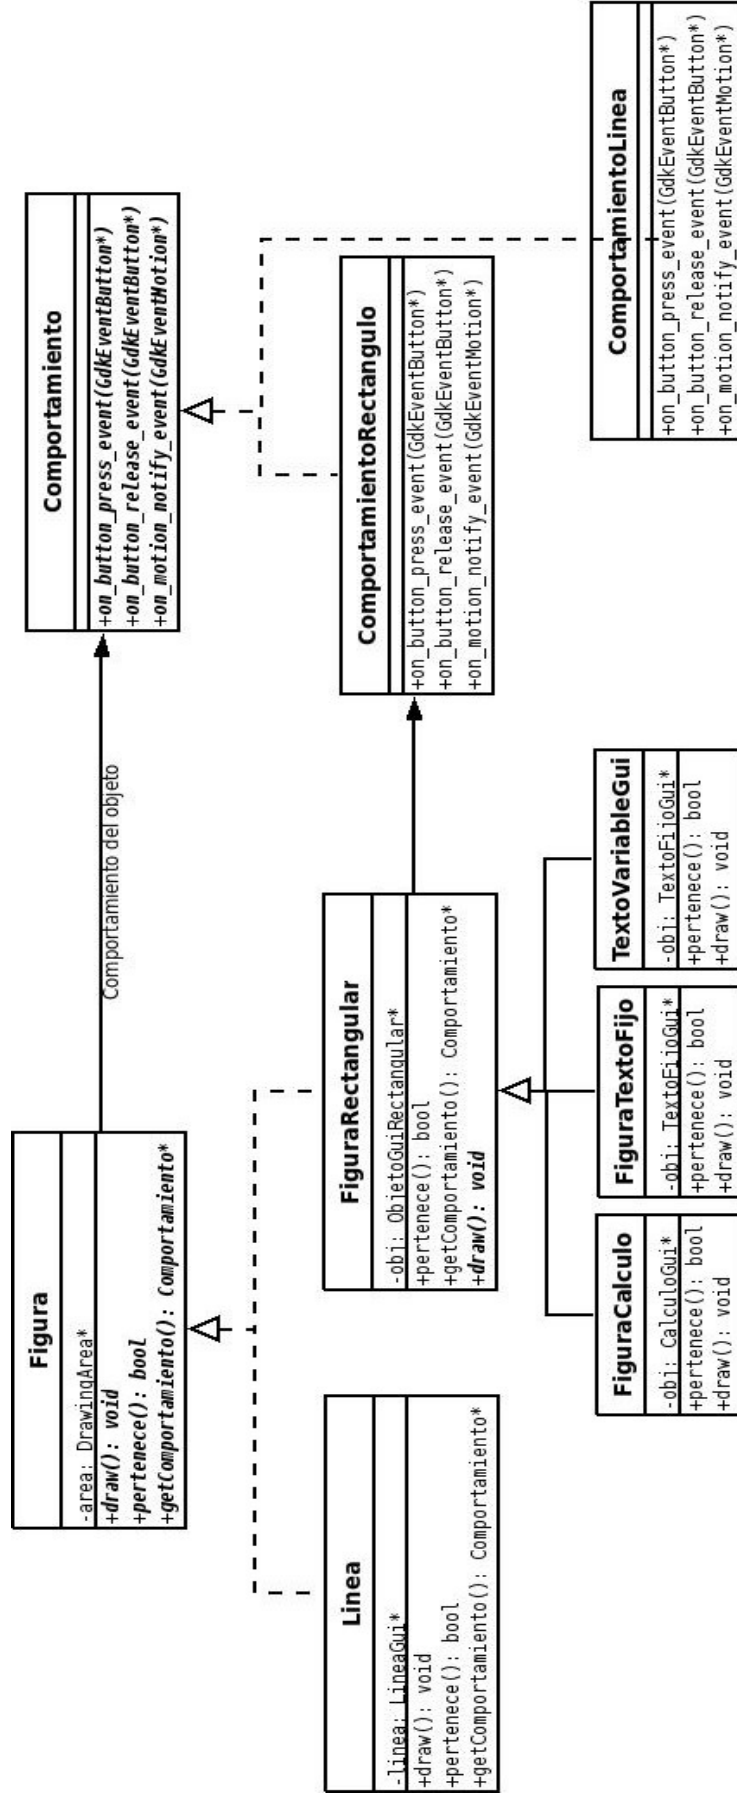 Figura
-area: DrawingArea*
+draw(): void
+pertenece(): bool
+getComportamiento(): Comportamiento*
Comportamiento del objeto
Comportamiento
+on_button_press_event(GdkEventButton*)
+on_button_release_event(GdkEventButton*)
+on_motion_notify_event(GdkEventMotion*)
Linea
-linea: LineaGui*
+draw(): void
+pertenece(): bool
+getComportamiento(): Comportamiento*
FiguraRectangular
-obj: ObjetoGuiRectangular*
+pertenece(): bool
+getComportamiento(): Comportamiento*
+draw(): void
ComportamientoRectangulo
+on_button_press_event(GdkEventButton*)
+on_button_release_event(GdkEventButton*)
+on_motion_notify_event(GdkEventMotion*)
FiguraCalculo
-obj: CalculoGui*
+pertenece(): bool
+draw(): void
FiguraTextoFijo
-obj: TextoFijoGui*
+pertenece(): bool
+draw(): void
TextoVariableGui
-obj: TextoFijoGui*
+pertenece(): bool
+draw(): void
ComportamientoLinea
+on_button_press_event(GdkEventButton*)
+on_button_release_event(GdkEventButton*)
+on_motion_notify_event(GdkEventMotion*)